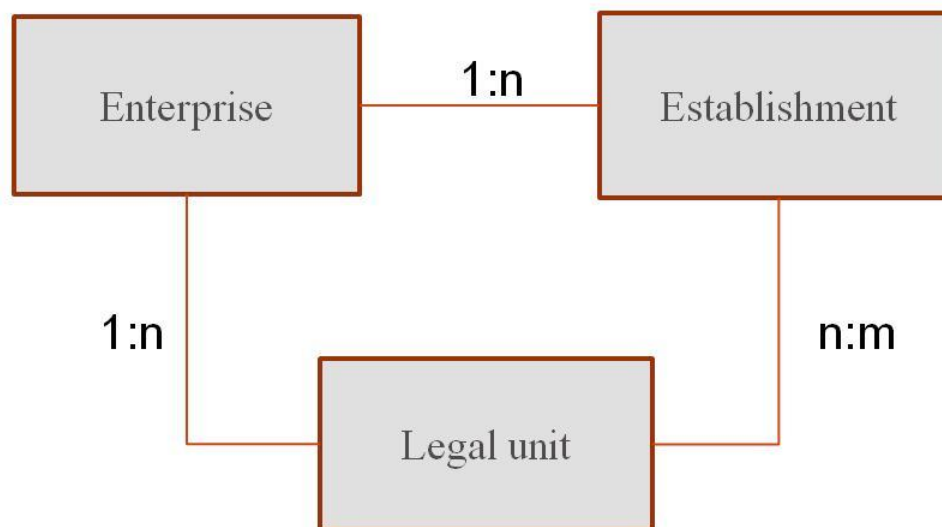 Enterprise
1:n
Establishment
1:n
n:m
Legal unit